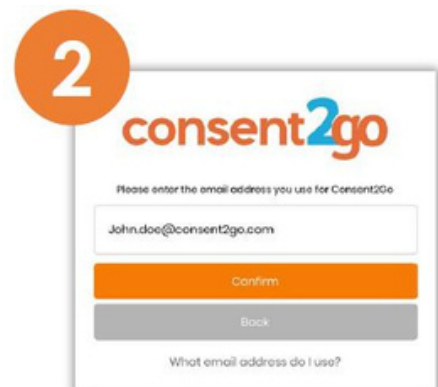 2
consent2go
Please enter the email address you use for Consent2Go
John.doe@consent2go.com
Confirm
Back
What email address do I use?